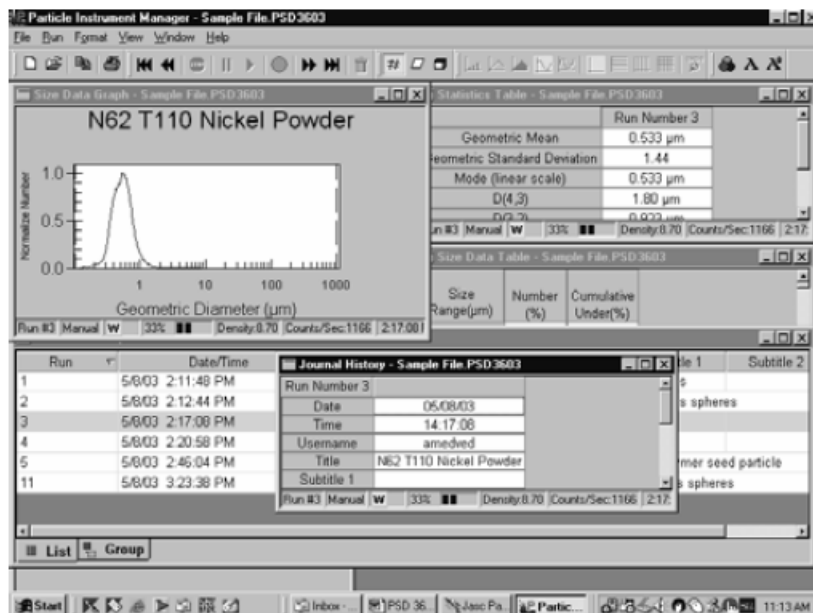 Particle Instrument Manager - Sample File.PSD3603
File Run Format View Window Help
Size Data Graph - Sample File.PSD3603
N62 T110 Nickel Powder
Normalize Number
1.0
0.5
0.0
1 10 100 1000
Geometric Diameter (µm)
Run #3 Manual W 33% Density:8.70 Counts/Sec:1166 2:17:08
Statistics Table - Sample File.PSD3603
Run Number 3
Geometric Mean 0.533 µm
Geometric Standard Deviation 1.44
Mode (linear scale) 0.533 µm
D(4,3) 1.80 µm
un #3 Manual W 33% Density:8.70 Counts/Sec:1166 2:17:
Size Data Table - Sample File.PSD3603
Size Range(µm) Number (%) Cumulative Under(%)
Run Date/Time le 1 Subtitle 2
1 5/8/03 2:11:48 PM s
2 5/8/03 2:12:44 PM s spheres
3 5/8/03 2:17:08 PM
4 5/8/03 2:20:58 PM
5 5/8/03 2:46:04 PM mer seed particle
11 5/8/03 3:23:38 PM s spheres
Journal History - Sample File.PSD3603
Run Number 3
Date 05/08/03
Time 14:17:08
Username amedved
Title N62 T110 Nickel Powder
Subtitle 1
Run #3 Manual W 33% Density:8.70 Counts/Sec:1166 2:17:
List Group
Start Inbox -... PSD 36... Jasc Pa... Partic... 11:13 AM